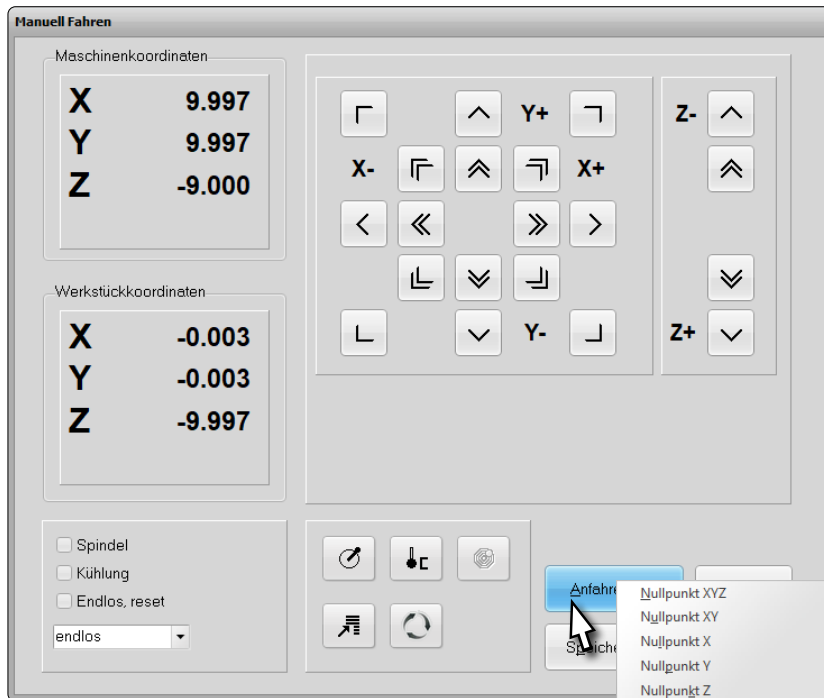 Manuell Fahren
Maschinenkoordinaten
X 9.997
Y 9.997
Z -9.000
Y+
X- X+
Y-
Z-
Z+
Werkstückkoordinaten
X -0.003
Y -0.003
Z -9.997
Spindel
Kühlung
Endlos, reset
endlos
Nullpunkt XYZ
Nullpunkt XY
Nullpunkt X
Nullpunkt Y
Nullpunkt Z